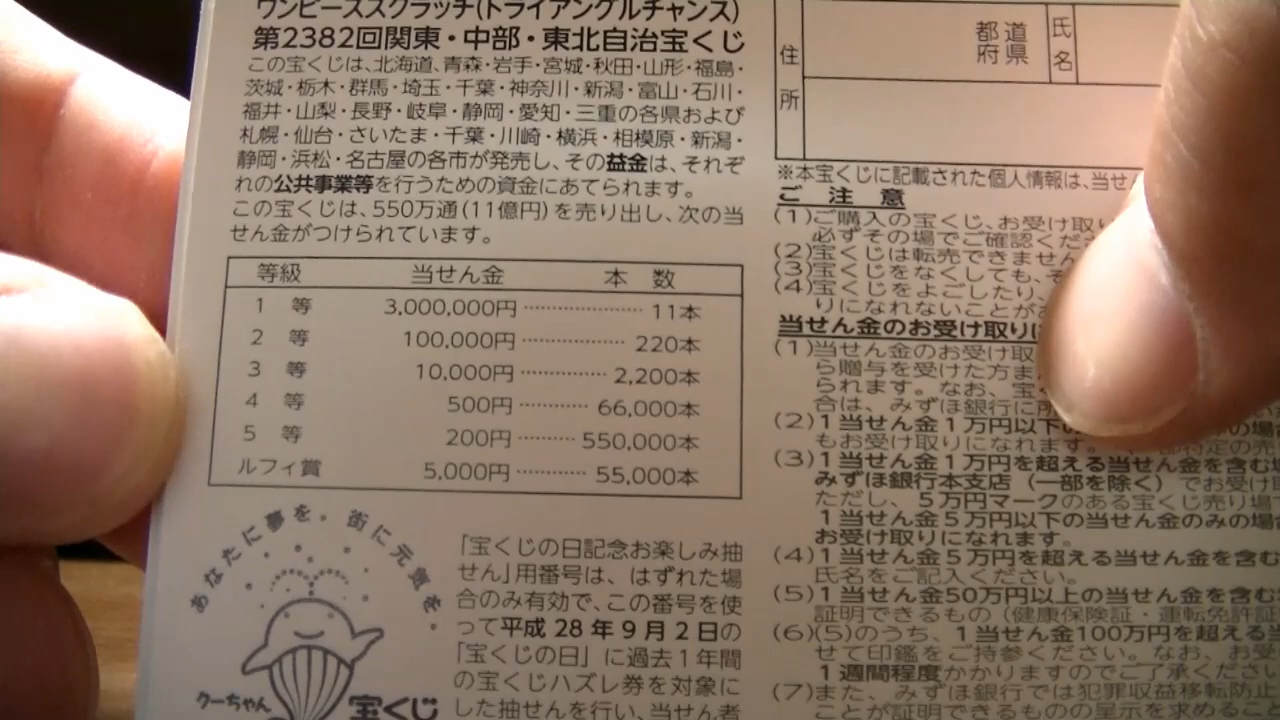 ワンピーススクラッチ(トライアングルチャンス)
第2382回関東・中部・東北自治宝くじ
この宝くじは、北海道、青森・岩手・宮城・秋田・山形・福島・
茨城・栃木・群馬・埼玉・千葉・神奈川・新潟・富山・石川・
福井・山梨・長野・岐阜・静岡・愛知・三重の各県および
札幌・仙台・さいたま・千葉・川崎・横浜・相模原・新潟・
静岡・浜松・名古屋の各市が発売し、その益金は、それぞ
れの公共事業等を行うための資金にあてられます。
この宝くじは、550万通(11億円)を売り出し、次の当
せん金がつけられています。
等級 当せん金 本数
1等 3,000,000円 ………… 11本
2等 100,000円 ………… 220本
3等 10,000円 ………… 2,200本
4等 500円 ………… 66,000本
5等 200円 ………… 550,000本
ルフィ賞 5,000円 ………… 55,000本
あなたに夢を。街に元気を。
クーちゃん
宝くじ
「宝くじの日記念お楽しみ抽
せん」用番号は、はずれた場
合のみ有効で、この番号を使
って平成28年9月2日の
「宝くじの日」に過去1年間
の宝くじハズレ券を対象に
した抽せんを行い、当せん者
住所
都道府県
氏名
※本宝くじに記載された個人情報は、当せ
ご注意
(1)ご購入の宝くじ、お受け取り
必ずその場でご確認くださ
(2)宝くじは転売できません
(3)宝くじをなくしても、そ
(4)宝くじをよごしたり、
りになれないことが
当せん金のお受け取りに
(1)当せん金のお受け取
ら贈与を受けた方ま
られます。なお、宝く
合は、みずほ銀行に所
(2)1当せん金1万円以下の
もお受け取りになれます。
(3)1当せん金1万円を超える当せん金を含む
みずほ銀行本支店(一部を除く)でお受け
ただし、5万円マークのある宝くじ売り場
1当せん金5万円以下の当せん金のみの場
お受け取りになれます。
(4)1当せん金5万円を超える当せん金を含む
氏名をご記入ください。
(5)1当せん金50万円以上の当せん金を含む
証明できるもの(健康保険証・運転免許証
(6)(5)のうち、1当せん金100万円を超える当
せて印鑑をご持参ください。なお、お受
1週間程度かかりますのでご了承くださ
(7)また、みずほ銀行では犯罪収益移転防止
ことが証明できるものの呈示を求めること